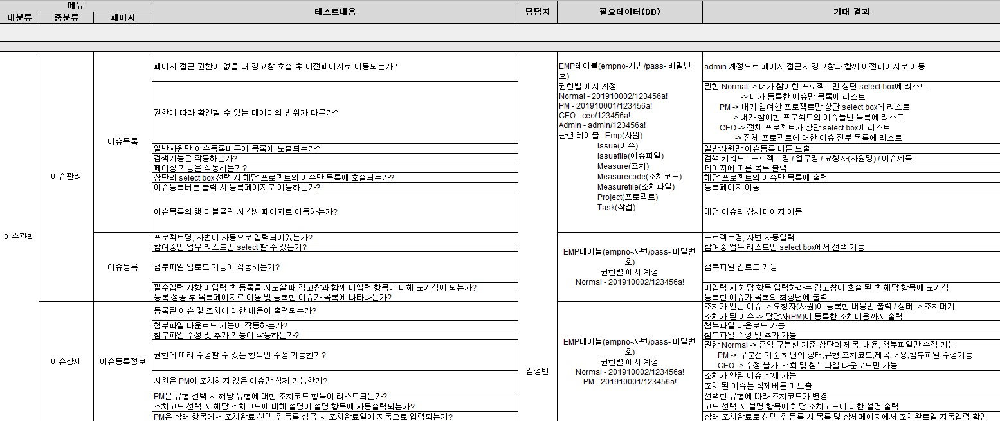 메뉴
대분류
중분류
페이지
테스트내용
담당자
필요데이터(DB)
기대 결과
이슈관리
이슈관리
이슈목록
페이지 접근 권한이 없을 때 경고창 호출 후 이전페이지로 이동되는가?
권한에 따라 확인할 수 있는 데이터의 범위가 다른가?
일반사원만 이슈등록버튼이 목록에 노출되는가?
검색기능은 작동하는가?
페이징 기능은 작동하는가?
상단의 select box 선택 시 해당 프로젝트의 이슈만 목록에 호출되는가?
이슈등록버튼 클릭 시 등록페이지로 이동하는가?
이슈목록의 행 더블클릭 시 상세페이지로 이동하는가?
EMP테이블(empno-사번/pass- 비밀번
호)
권한별 예시 계정
Normal - 201910002/123456a!
PM - 201910001/123456a!
CEO - ceo/123456a!
Admin - admin/123456a!
관련 테이블 : Emp(사원)
Issue(이슈)
Issuefile(이슈파일)
Measure(조치)
Measurecode(조치코드)
Measurefile(조치파일)
Project(프로젝트)
Task(작업)
admin 계정으로 페이지 접근시 경고창과 함께 이전페이지로 이동
권한 Normal -> 내가 참여한 프로젝트만 상단 select box에 리스트
-> 내가 등록한 이슈만 목록에 리스트
PM -> 내가 참여한 프로젝트만 상단 select box에 리스트
-> 내가 참여한 프로젝트의 이슈들만 목록에 리스트
CEO -> 전체 프로젝트가 상단 select box에 리스트
-> 전체 프로젝트에 대한 이슈 전부 목록에 리스트
일반사원만 이슈등록 버튼 노출
검색 키워드 - 프로젝트명 / 업무명 / 요청자(사원명) / 이슈제목
페이지에 따른 목록 출력
해당 프로젝트의 이슈만 목록에 출력
등록페이지 이동
해당 이슈의 상세페이지 이동
이슈등록
프로젝트명, 사번이 자동으로 입력되어있는가?
참여중인 업무 리스트만 select 할 수 있는가?
첨부파일 업로드 기능이 작동하는가?
필수입력 사항 미입력 후 등록을 시도할 때 경고창과 함께 미입력 항목에 대해 포커싱이 되는가?
등록 성공 후 목록페이지로 이동 및 등록한 이슈가 목록에 나타나는가?
EMP테이블(empno-사번/pass- 비밀번
호)
권한별 예시 계정
Normal - 201910002/123456a!
프로젝트명, 사번 자동입력
참여중 업무 리스트만 select box에서 선택 가능
첨부파일 업로드 가능
미입력 시 해당 항목 입력하라는 경고창이 호출 된 후 해당 항목에 포커싱
등록한 이슈가 목록의 최상단에 출력
이슈상세
이슈등록정보
등록된 이슈 및 조치에 대한 내용이 출력되는가?
첨부파일 다운로드 기능이 작동하는가?
첨부파일 수정 및 추가 기능이 작동하는가?
권한에 따라 수정할 수 있는 항목만 수정 가능한가?
사원은 PM이 조치하지 않은 이슈만 삭제 가능한가?
PM은 유형 선택 시 해당 유형에 대한 조치코드 항목이 리스트되는가?
조치코드 선택 시 해당 조치코드에 대해 설명이 설명 항목에 자동출력되는가?
PM은 상태 항목에서 조치완료 선택 후 등록 성공 시 조치완료일이 자동으로 입력되는가?
임성빈
EMP테이블(empno-사번/pass- 비밀번
호)
권한별 예시 계정
Normal - 201910002/123456a!
PM - 201910001/123456a!
조치가 안된 이슈 -> 요청자(사원)이 등록한 내용만 출력 / 상태 -> 조치대기
조치가 된 이슈 -> 담당자(PM)이 등록한 조치내용까지 출력
첨부파일 다운로드 가능
첨부파일 수정 및 추가 가능
권한 Normal -> 중앙 구분선 기준 상단의 제목, 내용, 첨부파일만 수정 가능
PM -> 구분선 기준 하단의 상태,유형,조치코드,제목,내용,첨부파일 수정가능
CEO -> 수정 불가, 조회 및 첨부파일 다운로드만 가능
조치가 안된 이슈 삭제 가능
조치 된 이슈는 삭제버튼 미노출
선택한 유형에 따라 조치코드가 변경
코드 선택 시 설명 항목에 해당 조치코드에 대한 설명 출력
상태 조치완료로 선택 후 등록 시 목록 및 상세페이지에서 조치완료일 자동입력 확인